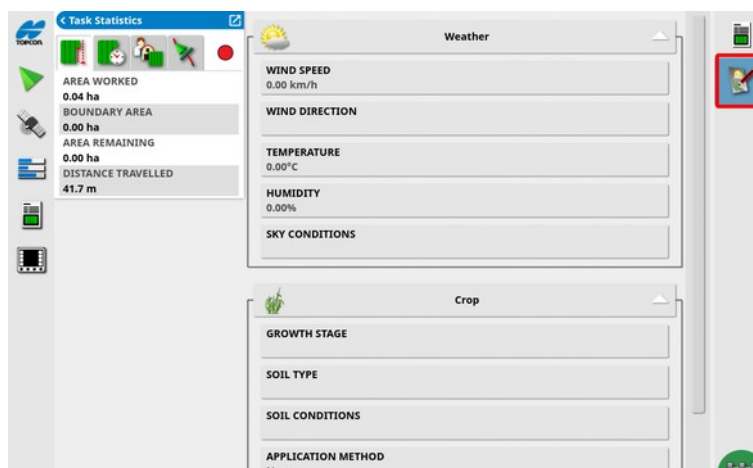 TOPCON
Task Statistics
AREA WORKED
0.04 ha
BOUNDARY AREA
0.00 ha
AREA REMAINING
0.00 ha
DISTANCE TRAVELLED
41.7 m
Weather
WIND SPEED
0.00 km/h
WIND DIRECTION
TEMPERATURE
0.00°C
HUMIDITY
0.00%
SKY CONDITIONS
Crop
GROWTH STAGE
SOIL TYPE
SOIL CONDITIONS
APPLICATION METHOD